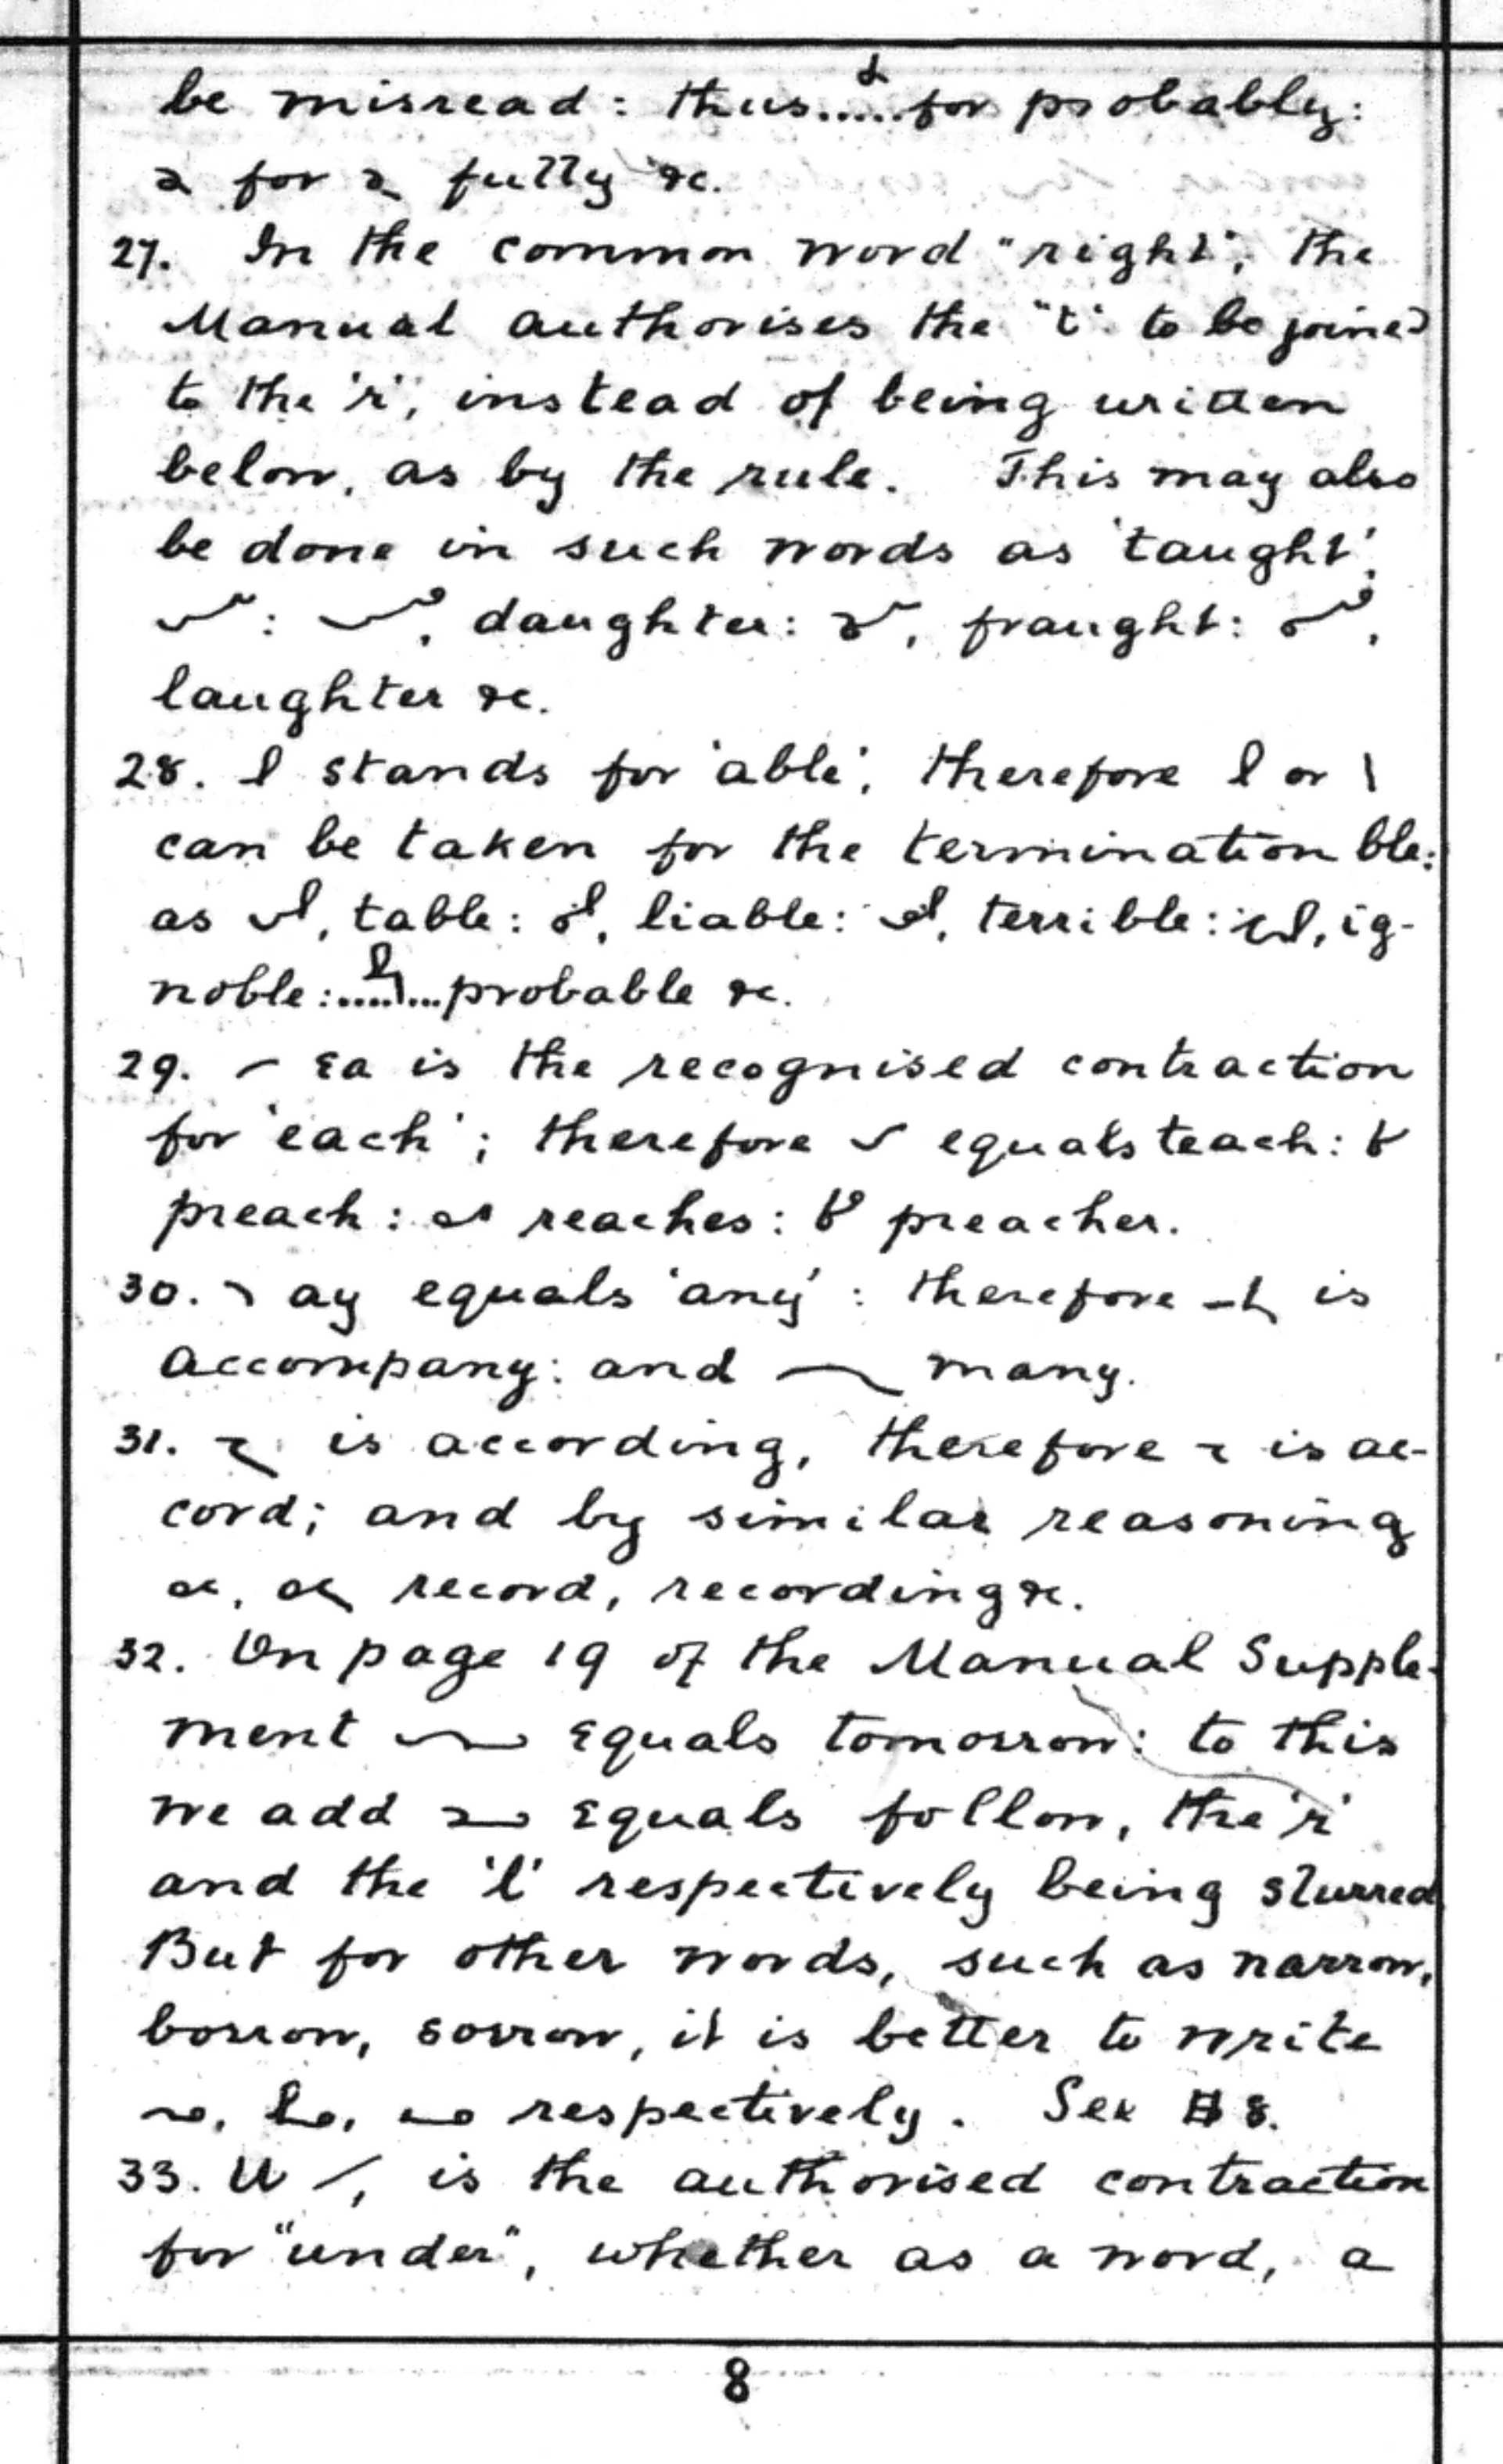 be misread: thus..... for probably:
for fully &c.
27. In the common word "right", the
Manual authorises the "t" to be joined
to the 'r', instead of being written
below, as by the rule. This may also
be done in such words as 'taught',
: , daughter: , fraught: ,
laughter &c.
28. l stands for 'able', therefore l or \
can be taken for the termination ble:
as , table: , liable: , terrible: , ig-
noble:.......probable &c.
29. Ea is the recognised contraction
for 'each'; therefore equals teach:
preach: reaches: preacher.
30. ay equals 'any': therefore is
accompany: and many.
31. is according, therefore is ac-
cord; and by similar reasoning
, record, recording &c.
32. On page 19 of the Manual Supple-
ment equals tomorrow: to this
we add equals follow, the 'r'
and the 'l' respectively being slurred
But for other words, such as narrow,
borrow, sorrow, it is better to write
, , respectively. See 8.
33. U , is the authorised contraction
for "under", whether as a word, a
8